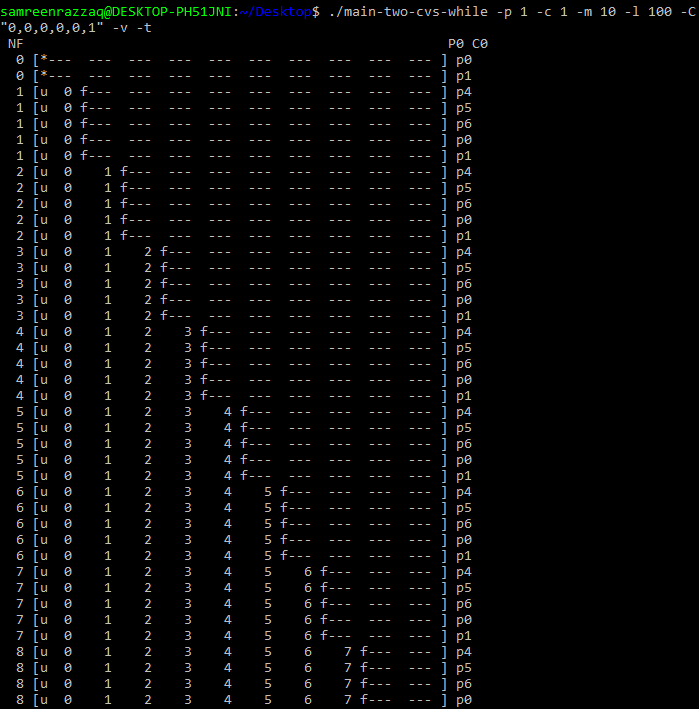 samreenrazzaq@DESKTOP-PH51JNI:~/Desktop$ ./main-two-cvs-while -p 1 -c 1 -m 10 -l 100 -C
"0,0,0,0,0,1" -v -t
 NF                                                     P0 C0
  0 [*---  ---  ---  ---  ---  ---  ---  ---  ---  --- ] p0
  0 [*---  ---  ---  ---  ---  ---  ---  ---  ---  --- ] p1
  1 [u  0 f---  ---  ---  ---  ---  ---  ---  ---  --- ] p4
  1 [u  0 f---  ---  ---  ---  ---  ---  ---  ---  --- ] p5
  1 [u  0 f---  ---  ---  ---  ---  ---  ---  ---  --- ] p6
  1 [u  0 f---  ---  ---  ---  ---  ---  ---  ---  --- ] p0
  1 [u  0 f---  ---  ---  ---  ---  ---  ---  ---  --- ] p1
  2 [u  0    1 f---  ---  ---  ---  ---  ---  ---  --- ] p4
  2 [u  0    1 f---  ---  ---  ---  ---  ---  ---  --- ] p5
  2 [u  0    1 f---  ---  ---  ---  ---  ---  ---  --- ] p6
  2 [u  0    1 f---  ---  ---  ---  ---  ---  ---  --- ] p0
  2 [u  0    1 f---  ---  ---  ---  ---  ---  ---  --- ] p1
  3 [u  0    1    2 f---  ---  ---  ---  ---  ---  --- ] p4
  3 [u  0    1    2 f---  ---  ---  ---  ---  ---  --- ] p5
  3 [u  0    1    2 f---  ---  ---  ---  ---  ---  --- ] p6
  3 [u  0    1    2 f---  ---  ---  ---  ---  ---  --- ] p0
  3 [u  0    1    2 f---  ---  ---  ---  ---  ---  --- ] p1
  4 [u  0    1    2    3 f---  ---  ---  ---  ---  --- ] p4
  4 [u  0    1    2    3 f---  ---  ---  ---  ---  --- ] p5
  4 [u  0    1    2    3 f---  ---  ---  ---  ---  --- ] p6
  4 [u  0    1    2    3 f---  ---  ---  ---  ---  --- ] p0
  4 [u  0    1    2    3 f---  ---  ---  ---  ---  --- ] p1
  5 [u  0    1    2    3    4 f---  ---  ---  ---  --- ] p4
  5 [u  0    1    2    3    4 f---  ---  ---  ---  --- ] p5
  5 [u  0    1    2    3    4 f---  ---  ---  ---  --- ] p6
  5 [u  0    1    2    3    4 f---  ---  ---  ---  --- ] p0
  5 [u  0    1    2    3    4 f---  ---  ---  ---  --- ] p1
  6 [u  0    1    2    3    4    5 f---  ---  ---  --- ] p4
  6 [u  0    1    2    3    4    5 f---  ---  ---  --- ] p5
  6 [u  0    1    2    3    4    5 f---  ---  ---  --- ] p6
  6 [u  0    1    2    3    4    5 f---  ---  ---  --- ] p0
  6 [u  0    1    2    3    4    5 f---  ---  ---  --- ] p1
  7 [u  0    1    2    3    4    5    6 f---  ---  --- ] p4
  7 [u  0    1    2    3    4    5    6 f---  ---  --- ] p5
  7 [u  0    1    2    3    4    5    6 f---  ---  --- ] p6
  7 [u  0    1    2    3    4    5    6 f---  ---  --- ] p0
  7 [u  0    1    2    3    4    5    6 f---  ---  --- ] p1
  8 [u  0    1    2    3    4    5    6    7 f---  --- ] p4
  8 [u  0    1    2    3    4    5    6    7 f---  --- ] p5
  8 [u  0    1    2    3    4    5    6    7 f---  --- ] p6
  8 [u  0    1    2    3    4    5    6    7 f---  --- ] p0